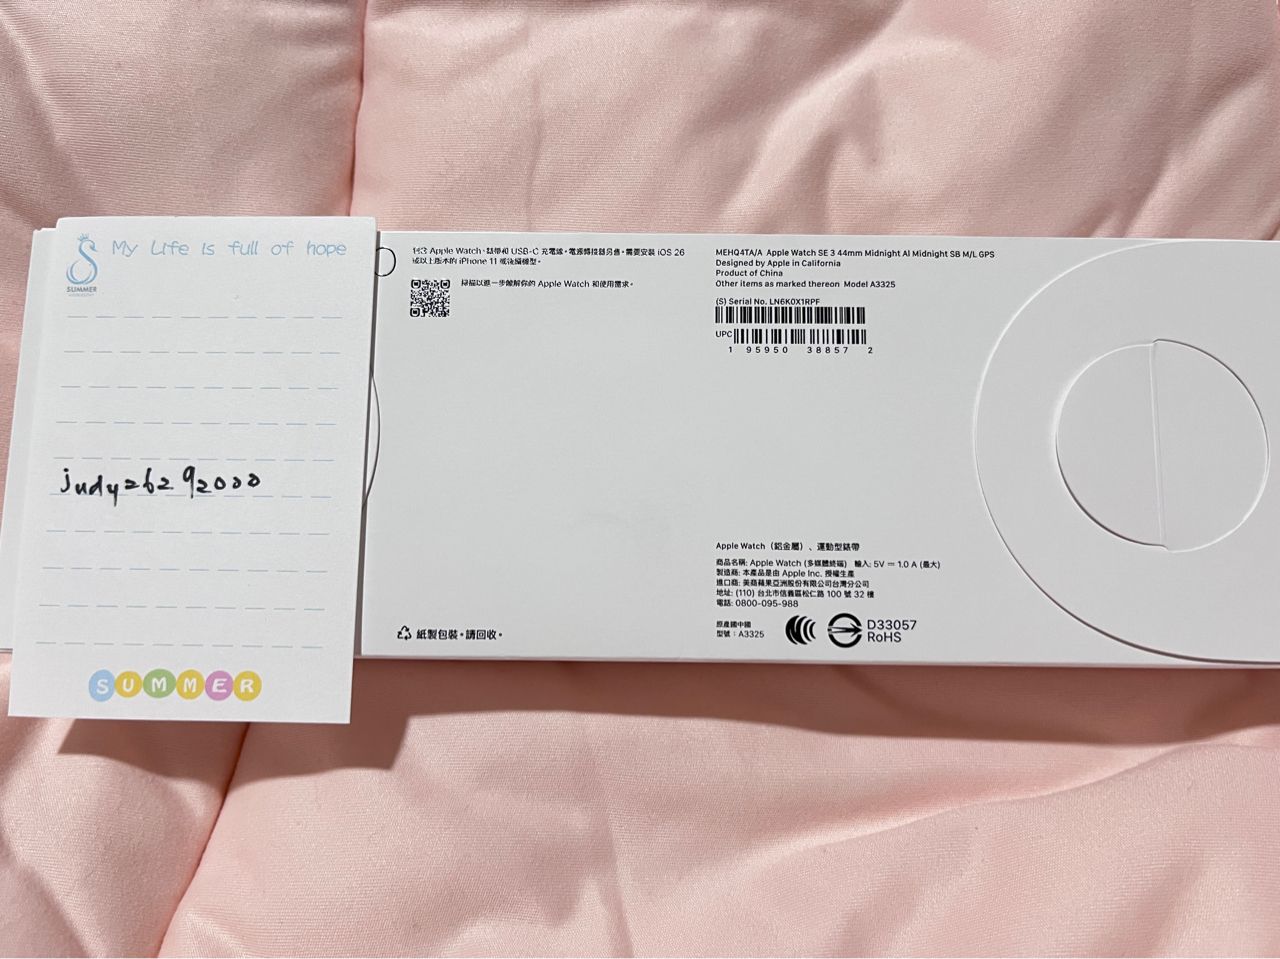 My Life is full of hope
SUMMER
judy26292000
SUMMER
包含 Apple Watch、錶帶和 USB-C 充電線。電源轉接器另售。需要安裝 iOS 26
或以上版本的 iPhone 11 或後續機型。
掃描以進一步瞭解你的 Apple Watch 和使用需求。
紙製包裝。請回收。
MEHQ4TA/A Apple Watch SE 3 44mm Midnight Al Midnight SB M/L GPS
Designed by Apple in California
Product of China
Other items as marked thereon Model A3325
(S) Serial No. LN6K0X1RPF
UPC
1 95950 38857 2
Apple Watch（鋁金屬）、運動型錶帶
商品名稱: Apple Watch (多媒體終端) 輸入: 5V ⎓ 1.0 A (最大)
製造商: 本產品是由 Apple Inc. 授權生產
進口商: 美商蘋果亞洲股份有限公司台灣分公司
地址: (110) 台北市信義區松仁路 100 號 32 樓
電話: 0800-095-988
原產國中國
型號：A3325
D33057
RoHS